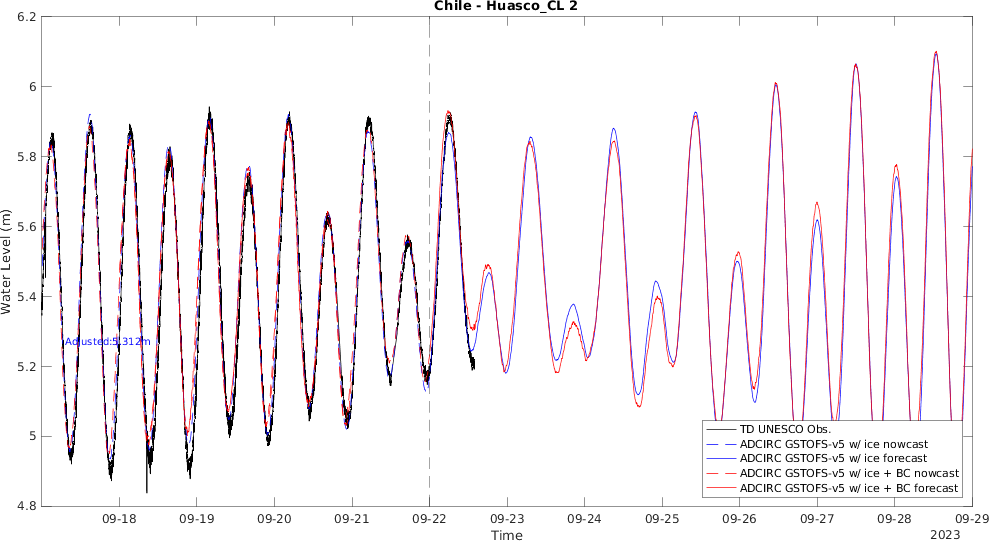 Chile - Huasco_CL 2
Water Level (m)
6.2
6
5.8
5.6
5.4
5.2
5
4.8
Adjusted:5.312m
TD UNESCO Obs.
ADCIRC GSTOFS-v5 w/ ice nowcast
ADCIRC GSTOFS-v5 w/ ice forecast
ADCIRC GSTOFS-v5 w/ ice + BC nowcast
ADCIRC GSTOFS-v5 w/ ice + BC forecast
09-18 09-19 09-20 09-21 09-22 09-23 09-24 09-25 09-26 09-27 09-28 09-29
Time
2023